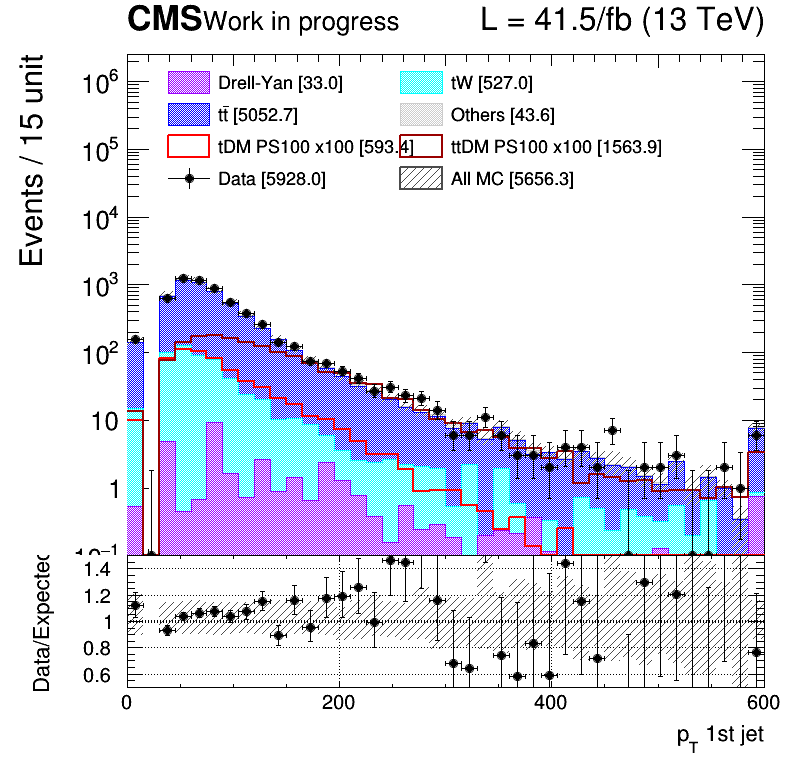 CMS Work in progress L = 41.5/fb (13 TeV)
Events / 15 unit
10⁶
10⁵
10⁴
10³
10²
10
1
10⁻¹
Drell-Yan [33.0] tW [527.0]
tt̄ [5052.7] Others [43.6]
tDM PS100 x100 [593.4] ttDM PS100 x100 [1563.9]
Data [5928.0] All MC [5656.3]
Data/Expected
1.4
1.2
1
0.8
0.6
0 200 400 600
p_T 1st jet